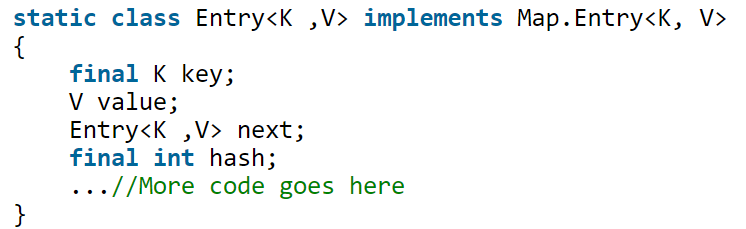 static class Entry<K ,V> implements Map.Entry<K, V>
{
    final K key;
    V value;
    Entry<K ,V> next;
    final int hash;
    ...//More code goes here
}